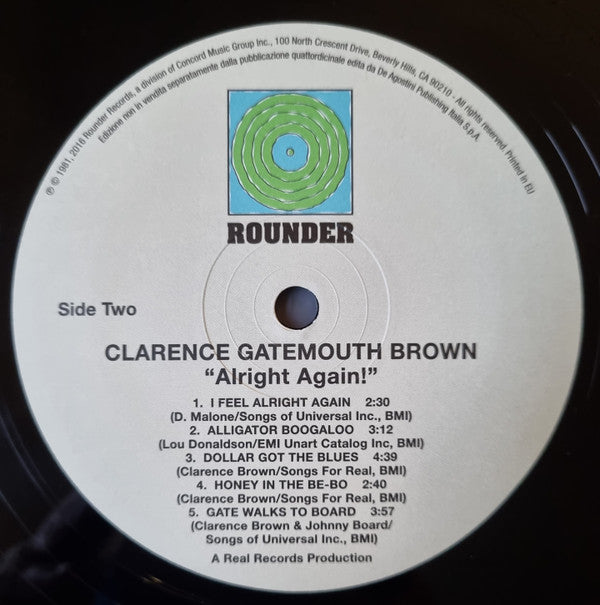 ℗ © 1981, 2016 Rounder Records, a division of Concord Music Group Inc., 100 North Crescent Drive, Beverly Hills, CA 90210 - All rights reserved. Printed in EU
Edizione non in vendita separatamente dalla pubblicazione quattordicinale edita da De Agostini Publishing Italia S.p.A.
ROUNDER
Side Two
CLARENCE GATEMOUTH BROWN
“Alright Again!”
1. I FEEL ALRIGHT AGAIN 2:30
(D. Malone/Songs of Universal Inc., BMI)
2. ALLIGATOR BOOGALOO 3:12
(Lou Donaldson/EMI Unart Catalog Inc, BMI)
3. DOLLAR GOT THE BLUES 4:39
(Clarence Brown/Songs For Real, BMI)
4. HONEY IN THE BE-BO 2:40
(Clarence Brown/Songs For Real, BMI)
5. GATE WALKS TO BOARD 3:57
(Clarence Brown & Johnny Board/
Songs of Universal Inc., BMI)
A Real Records Production